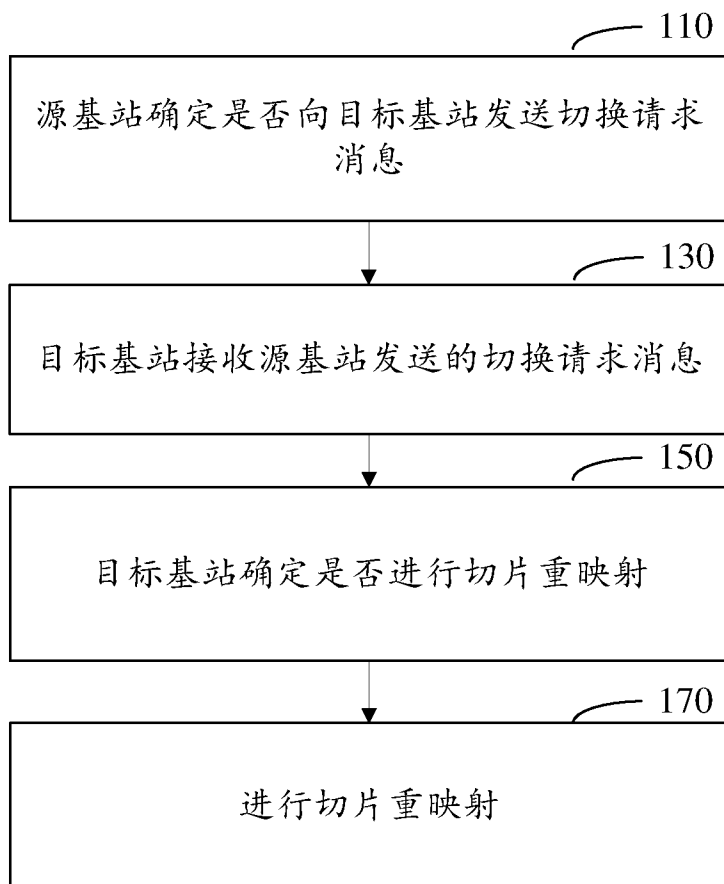 110
源基站确定是否向目标基站发送切换请求
消息
130
目标基站接收源基站发送的切换请求消息
150
目标基站确定是否进行切片重映射
170
进行切片重映射